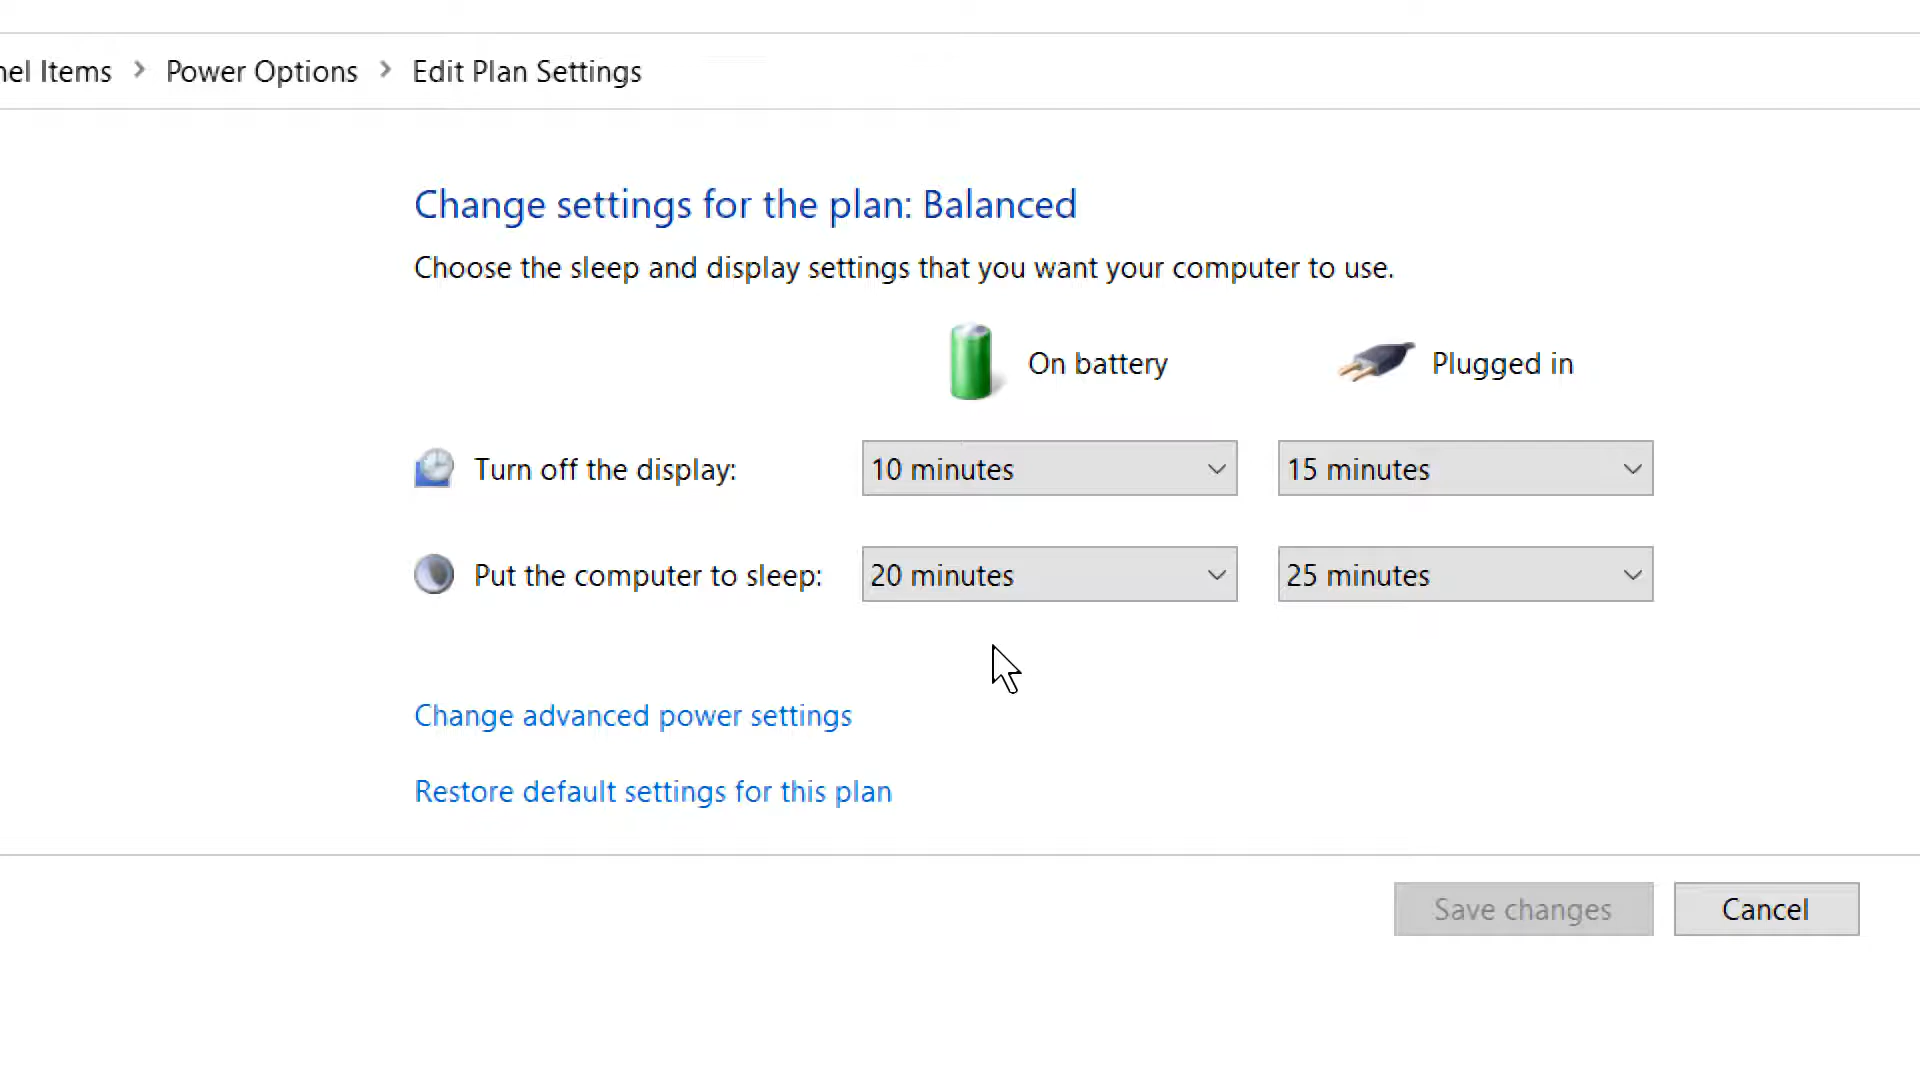 nel Items > Power Options > Edit Plan Settings
Change settings for the plan: Balanced
Choose the sleep and display settings that you want your computer to use.
On battery Plugged in
Turn off the display: 10 minutes 15 minutes
Put the computer to sleep: 20 minutes 25 minutes
Change advanced power settings
Restore default settings for this plan
Save changes Cancel